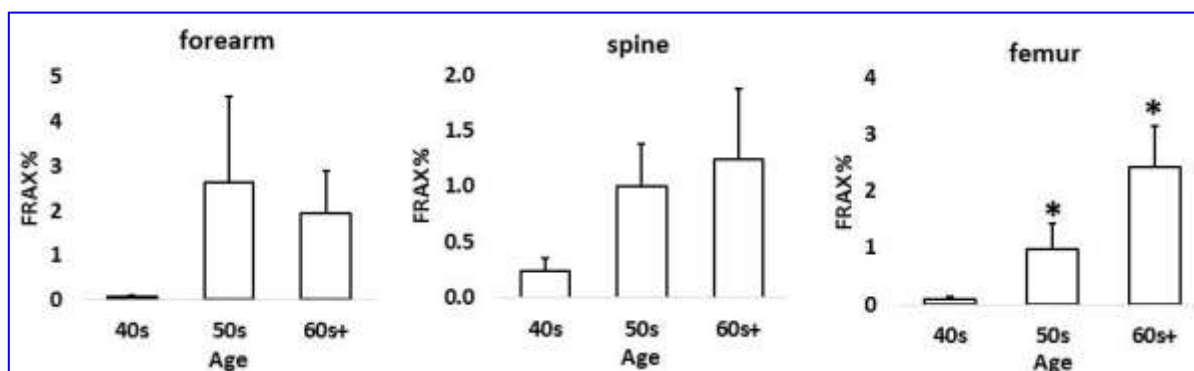 forearm
FRAX%
5
4
3
2
1
0
40s 50s 60s+
Age
spine
FRAX%
2.0
1.5
1.0
0.5
0.0
40s 50s 60s+
Age
femur
FRAX%
4
3
2
1
0
* *
40s 50s 60s+
Age